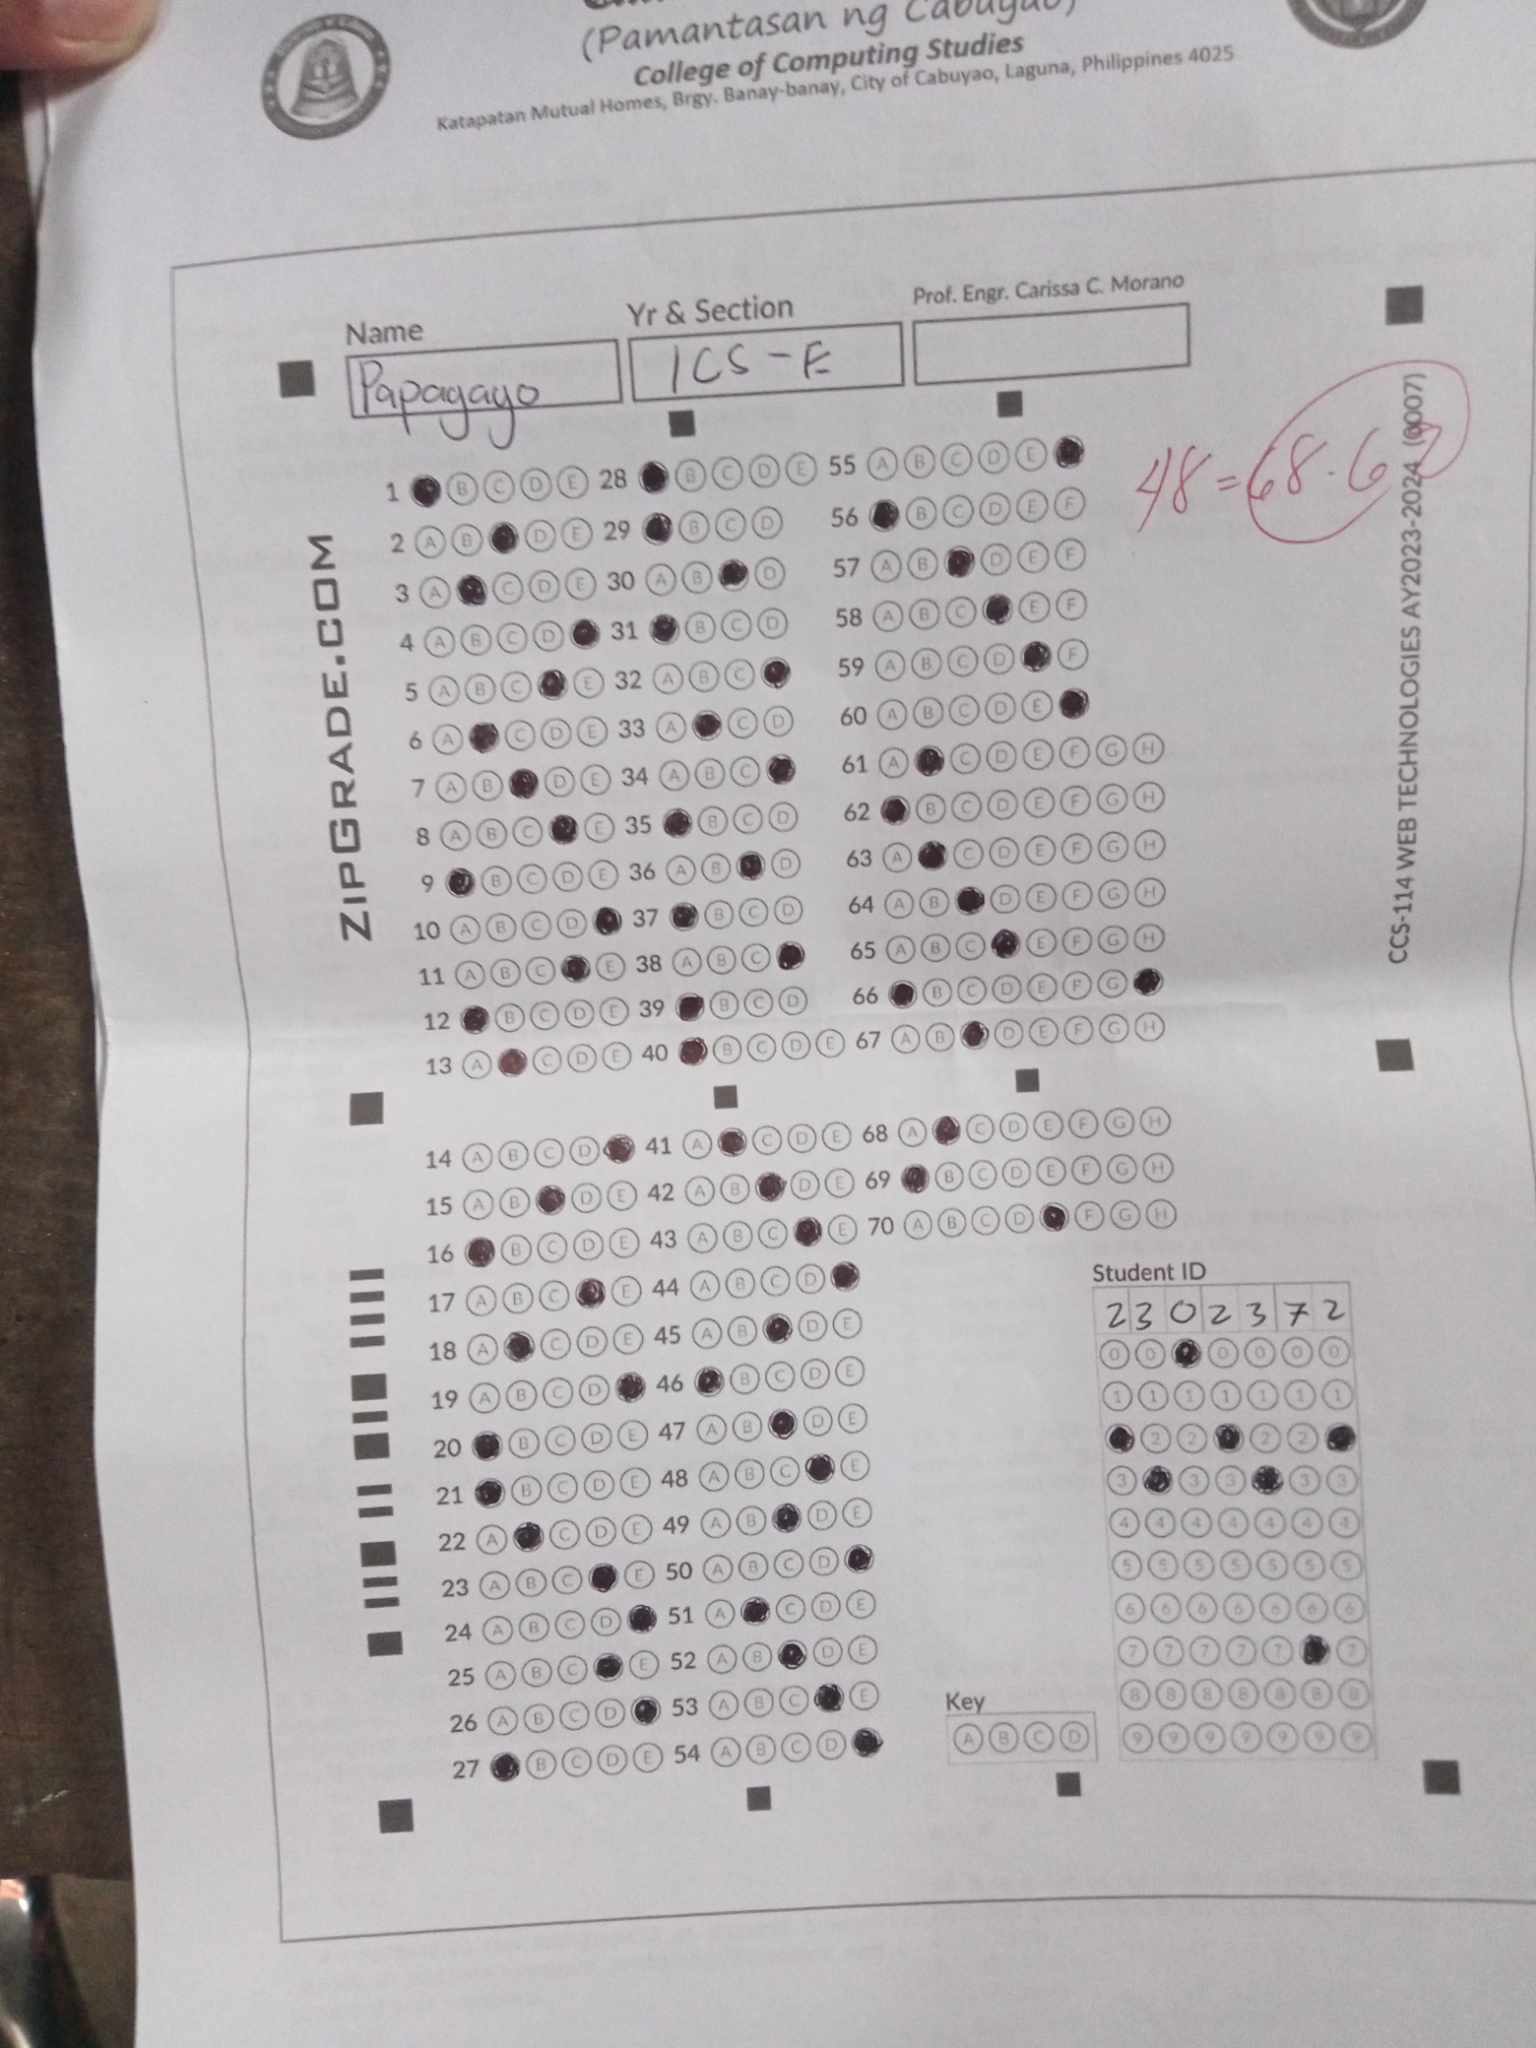 (Pamantasan ng Cabuyao)
College of Computing Studies
Katapatan Mutual Homes, Brgy. Banay-banay, City of Cabuyao, Laguna, Philippines 4025
Name
Yr & Section
Prof. Engr. Carissa C. Morano
Papagayo
1CS-E
48 = 68.6
ZIPGRADE.COM
CCS-114 WEB TECHNOLOGIES AY2023-2024 (0007)
1 B C D E 28 B C D E 55 A B C D E
2 A B D E 29 B C D 56 B C D E F
3 A C D E 30 A B D 57 A B D E F
4 A B C D 31 B C D 58 A B C E F
5 A B C E 32 A B C 59 A B C D F
6 A C D E 33 A C D 60 A B C D E
7 A B D E 34 A B C 61 A C D E F G H
8 A B C E 35 B C D 62 B C D E F G H
9 B C D E 36 A B D 63 A C D E F G H
10 A B C D 37 B C D 64 A B D E F G H
11 A B C E 38 A B C 65 A B C E F G H
12 B C D E 39 B C D 66 B C D E F G
13 A C D E 40 B C D E 67 A B D E F G H
14 A B C D 41 A C D E 68 A C D E F G H
15 A B D E 42 A B D E 69 B C D E F G H
16 B C D E 43 A B C E 70 A B C D F G H
17 A B C E 44 A B C D
18 A C D E 45 A B D E
19 A B C D 46 B C D E
20 B C D E 47 A B D E
21 B C D E 48 A B C E
22 A C D E 49 A B D E
23 A B C E 50 A B C D
24 A B C D 51 A C D E
25 A B C E 52 A B D E
26 A B C D 53 A B C E
27 B C D E 54 A B C D
Student ID
2 3 0 2 3 7 2
0 0 0 0 0 0
1 1 1 1 1 1 1
2 2 2 2
3 3 3 3 3
4 4 4 4 4 4 4
5 5 5 5 5 5 5
6 6 6 6 6 6 6
7 7 7 7 7 7
8 8 8 8 8 8 8
9 9 9 9 9 9 9
Key
A B C D